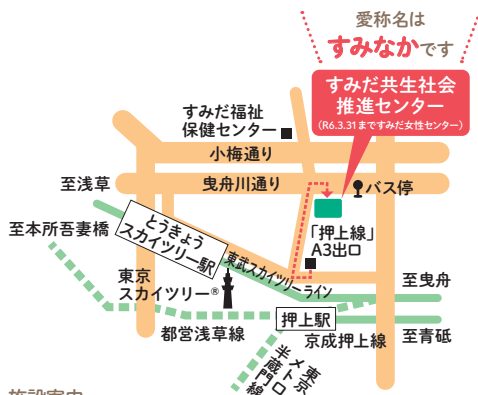 愛称名は
すみなかです
すみだ共生社会
推進センター
(R6.3.31まですみだ女性センター)
すみだ福祉
保健センター
小梅通り
至浅草
曳舟川通り
バス停
至本所吾妻橋
とうきょう
スカイツリー駅
「押上線」
A3出口
東武スカイツリーライン
東京
スカイツリー®
至曳舟
押上駅
都営浅草線
京成押上線
至青砥
東京メトロ
半蔵門線
施設案内